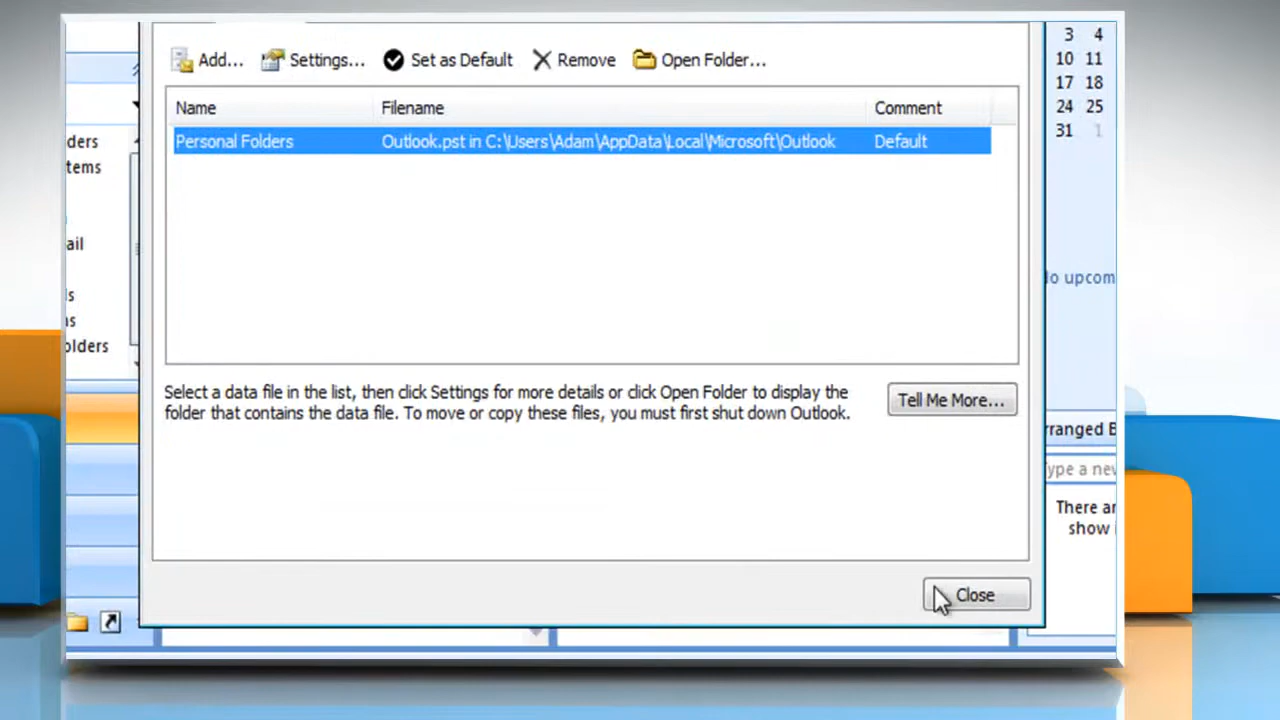 Add... Settings... Set as Default Remove Open Folder...
Name Filename Comment
Personal Folders Outlook.pst in C:\Users\Adam\AppData\Local\Microsoft\Outlook Default
Select a data file in the list, then click Settings for more details or click Open Folder to display the
folder that contains the data file. To move or copy these files, you must first shut down Outlook.
Tell Me More...
Close
ders
tems
ail
s
ns
olders
3 4
10 11
17 18
24 25
31 1
o upcom
rranged B
ype a new
There ar
show i